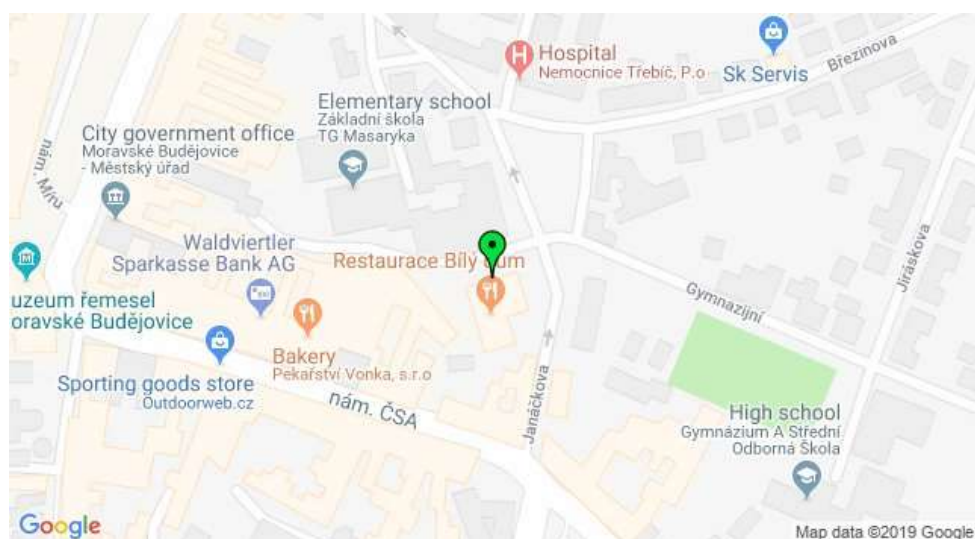 Hospital
Nemocnice Třebíč, P.o
Sk Servis
Březinova
Elementary school
Základní škola
TG Masaryka
City government office
Moravské Budějovice
- Městský úřad
nám. Míru
Waldviertler
Sparkasse Bank AG
Restaurace Bílý
Jiráskova
Gymnazijní
uzeum řemesel
oravské Budějovice
Bakery
Pekařství Vonka, s.r.o
Sporting goods store
Outdoorweb.cz
nám. ČSA
Janáčkova
High school
Gymnázium A Střední
Odborná Škola
Google
Map data ©2019 Google